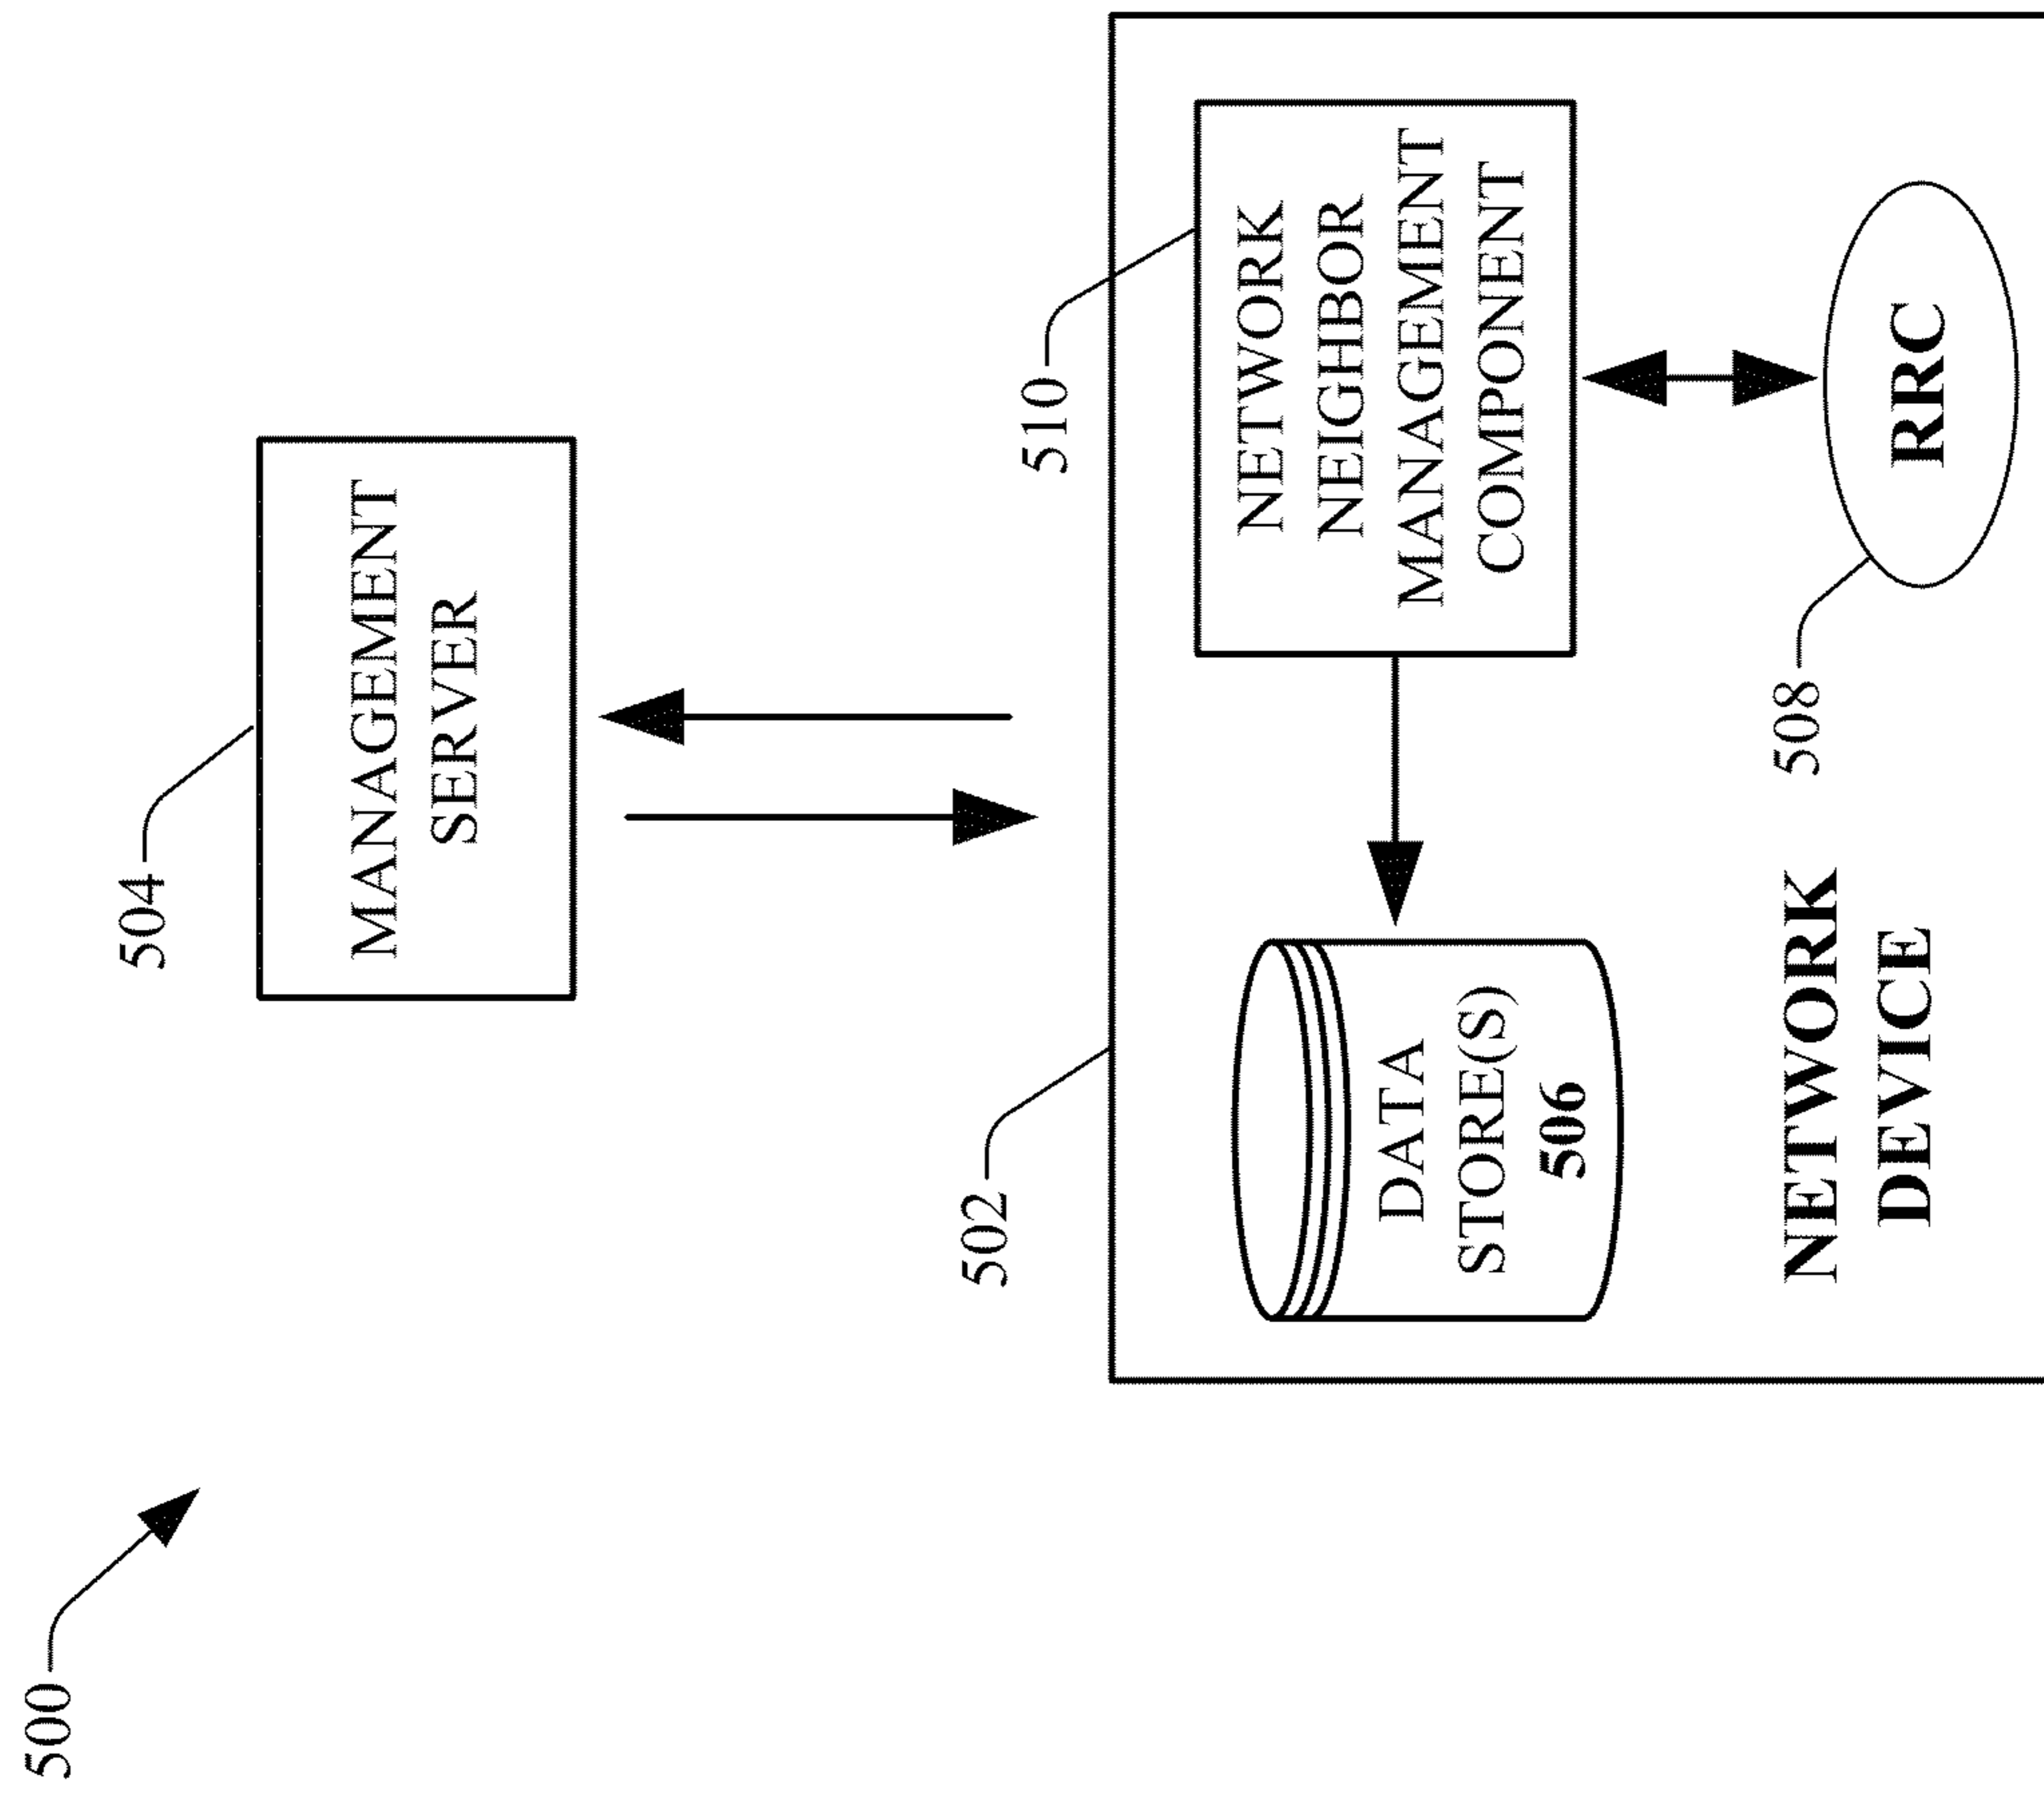 500
504
MANAGEMENT
SERVER
502
510
DATA
STORE(S)
506
NETWORK
NEIGHBOR
MANAGEMENT
COMPONENT
NETWORK
DEVICE
508
RRC